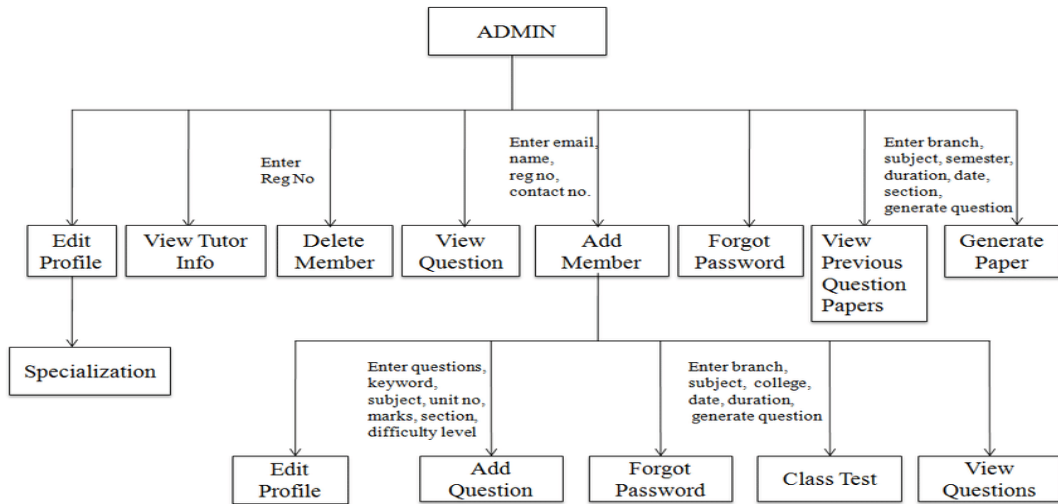 ADMIN
Enter
Reg No
Enter email,
name,
reg no,
contact no.
Enter branch,
subject, semester,
duration, date,
section,
generate question
Edit
Profile
View Tutor
Info
Delete
Member
View
Question
Add
Member
Forgot
Password
View
Previous
Question
Papers
Generate
Paper
Specialization
Enter questions,
keyword,
subject, unit no,
marks, section,
difficulty level
Enter branch,
subject, college,
date, duration,
generate question
Edit
Profile
Add
Question
Forgot
Password
Class Test
View
Questions